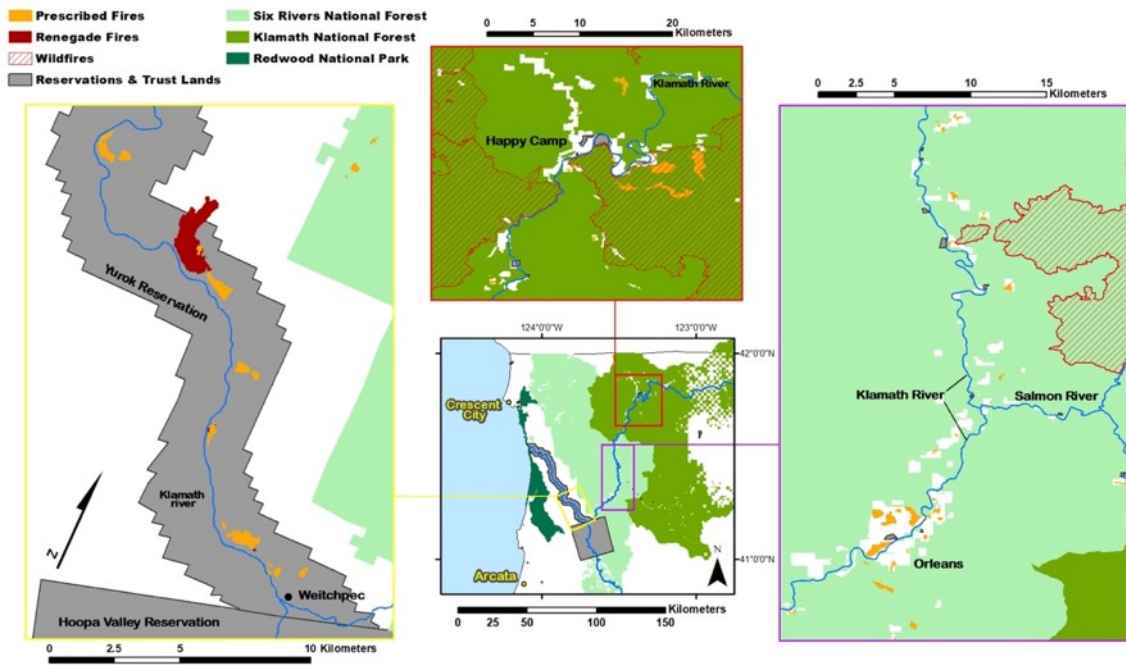 Prescribed Fires
Renegade Fires
Wildfires
Reservations & Trust Lands
Six Rivers National Forest
Klamath National Forest
Redwood National Park
0 5 10 20
Kilometers
Klamath River
Happy Camp
0 5 10 15
Kilometers
Yurok Reservation
Klamath
river
N
Weitchpec
Hoopa Valley Reservation
0 2.5 5 10 Kilometers
124°0'0"W 123°0'0"W
42°0'0"N
Crescent
City
41°0'0"N
Arcata
N
Kilometers
0 25 50 100 150
Klamath River
Salmon River
Orleans